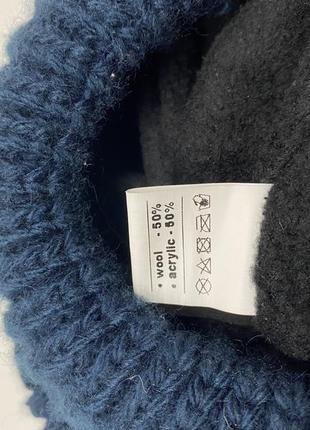 • wool - 50%
• acrylic - 50%